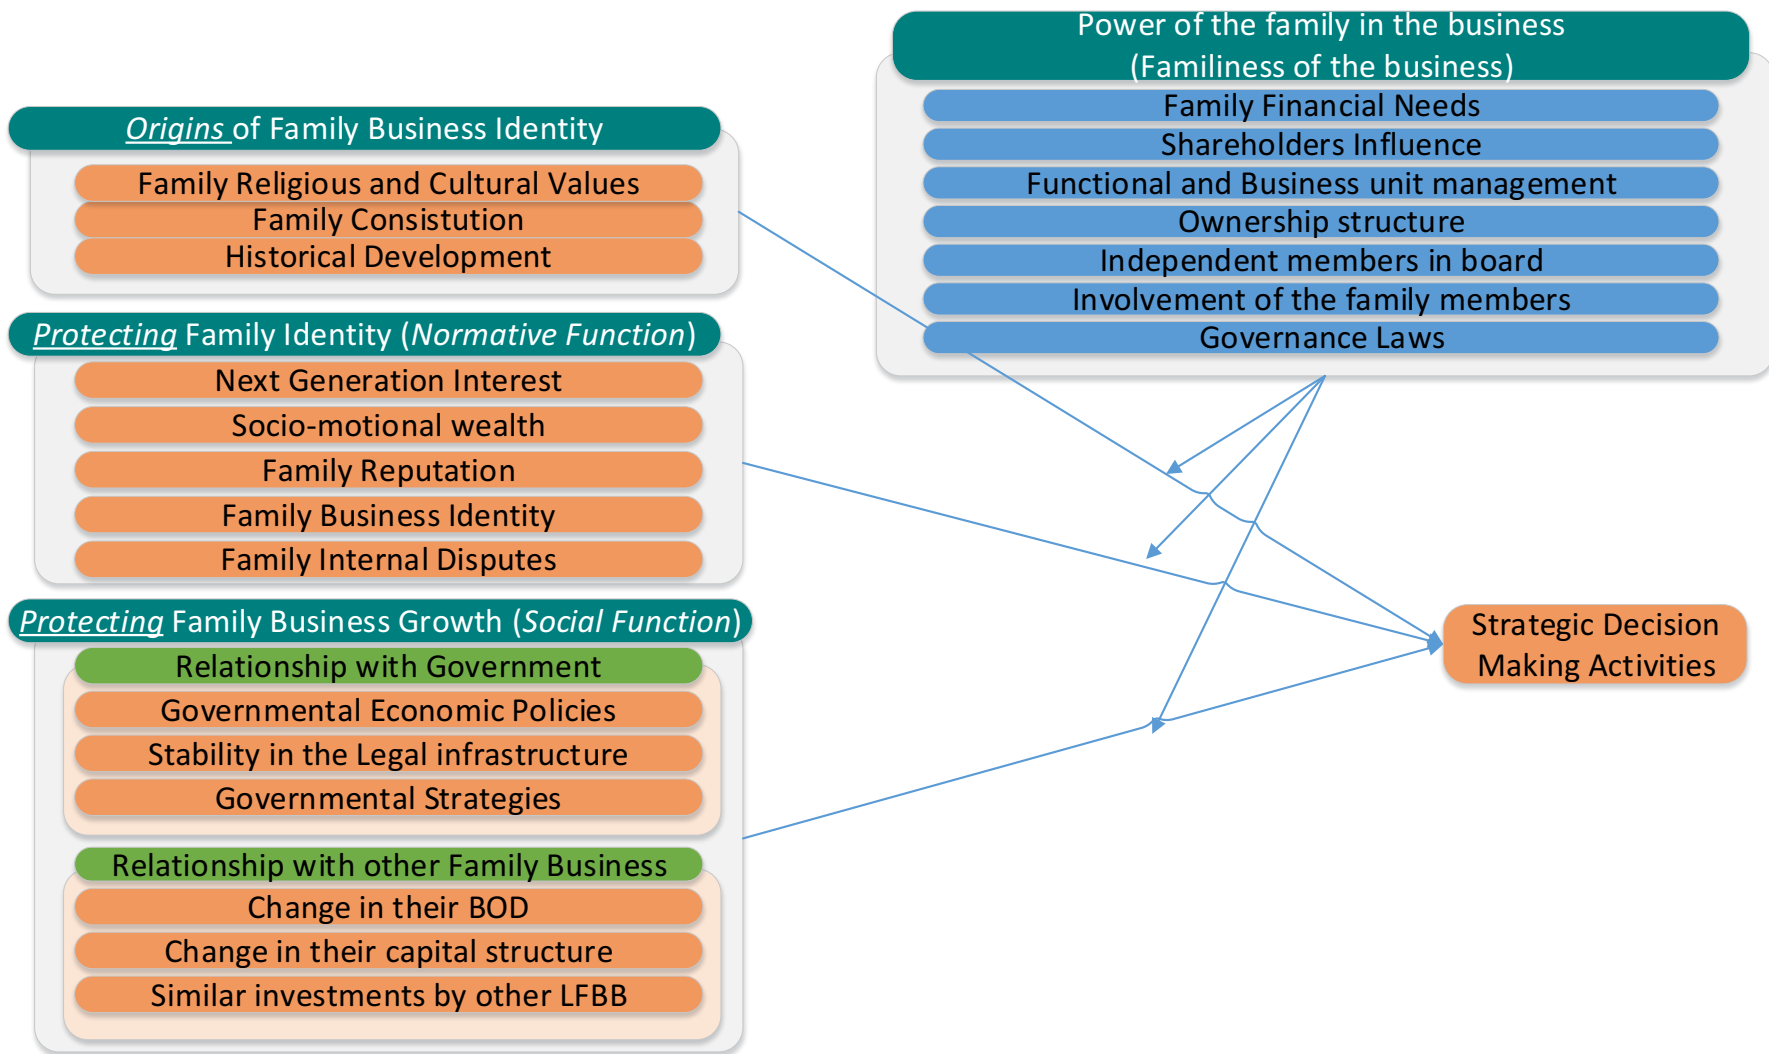 Power of the family in the business
(Familiness of the business)
Family Financial Needs
Shareholders Influence
Functional and Business unit management
Ownership structure
Independent members in board
Involvement of the family members
Governance Laws
Origins of Family Business Identity
Family Religious and Cultural Values
Family Consistution
Historical Development
Protecting Family Identity (Normative Function)
Next Generation Interest
Socio-motional wealth
Family Reputation
Family Business Identity
Family Internal Disputes
Protecting Family Business Growth (Social Function)
Relationship with Government
Governmental Economic Policies
Stability in the Legal infrastructure
Governmental Strategies
Relationship with other Family Business
Change in their BOD
Change in their capital structure
Similar investments by other LFBB
Strategic Decision
Making Activities